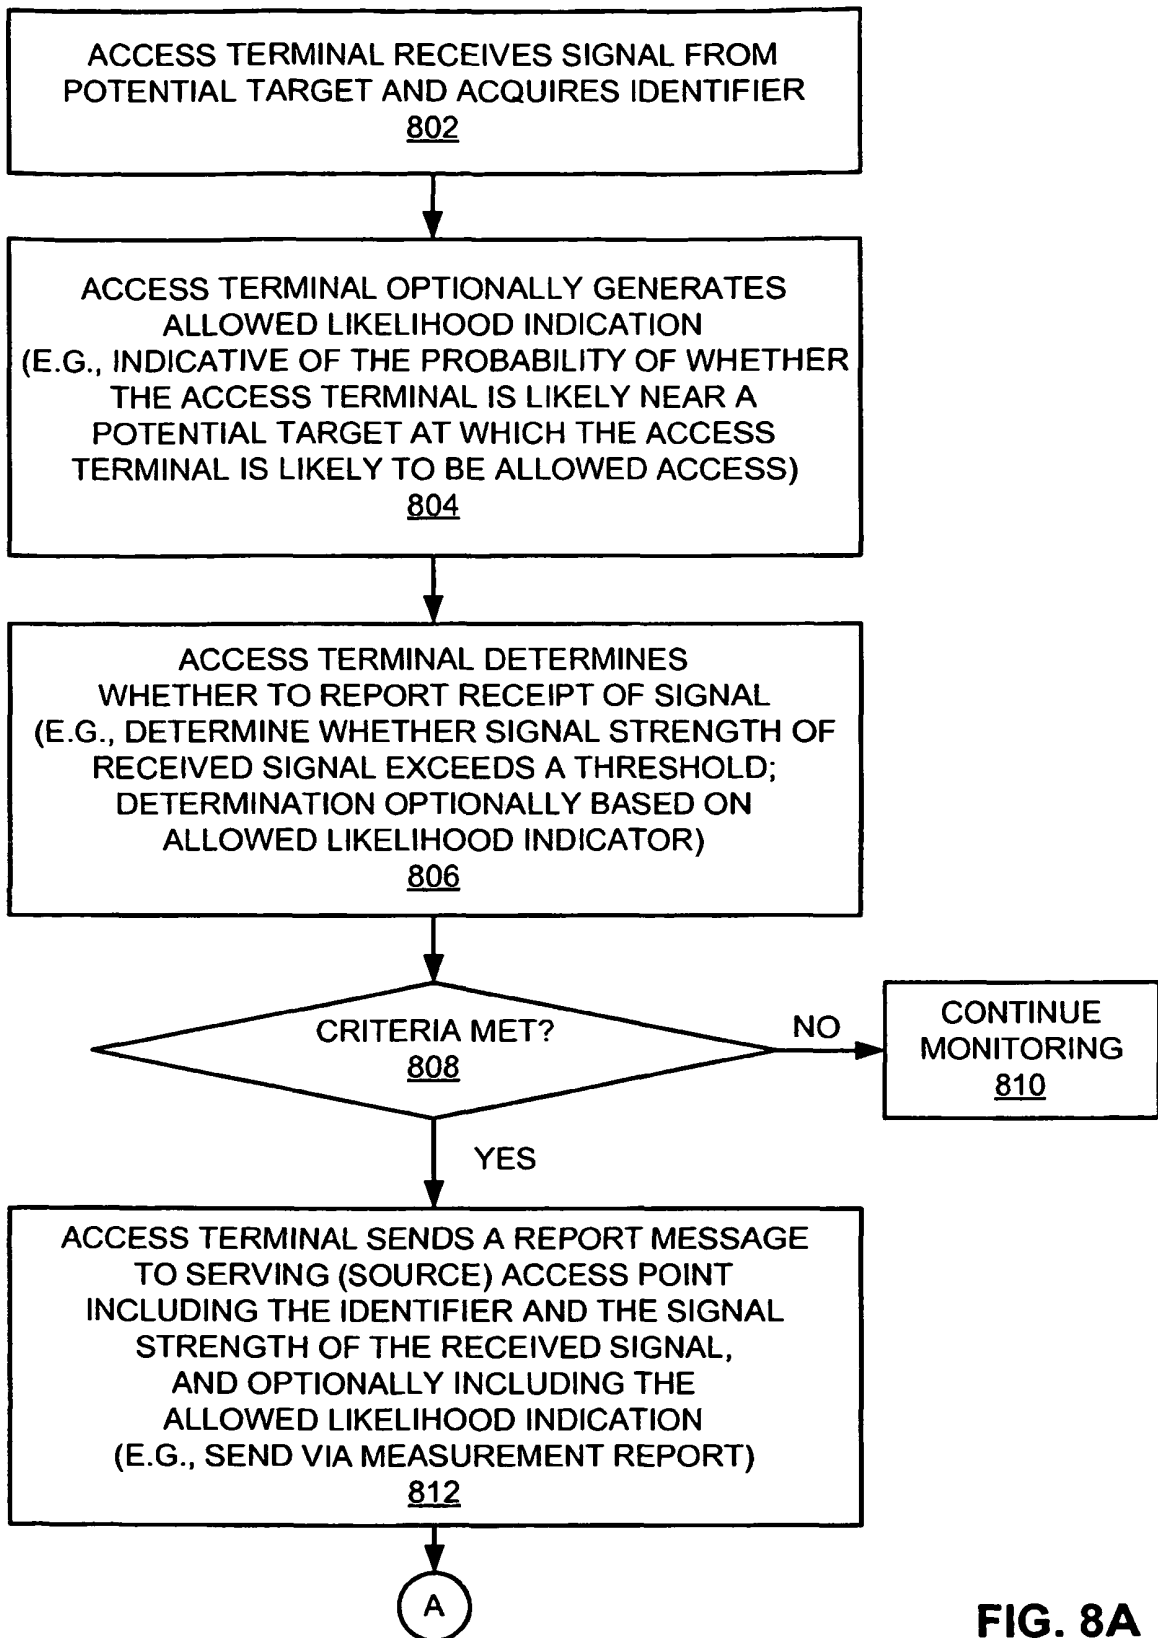 ACCESS TERMINAL RECEIVES SIGNAL FROM
POTENTIAL TARGET AND ACQUIRES IDENTIFIER
802
ACCESS TERMINAL OPTIONALLY GENERATES
ALLOWED LIKELIHOOD INDICATION
(E.G., INDICATIVE OF THE PROBABILITY OF WHETHER
THE ACCESS TERMINAL IS LIKELY NEAR A
POTENTIAL TARGET AT WHICH THE ACCESS
TERMINAL IS LIKELY TO BE ALLOWED ACCESS)
804
ACCESS TERMINAL DETERMINES
WHETHER TO REPORT RECEIPT OF SIGNAL
(E.G., DETERMINE WHETHER SIGNAL STRENGTH OF
RECEIVED SIGNAL EXCEEDS A THRESHOLD;
DETERMINATION OPTIONALLY BASED ON
ALLOWED LIKELIHOOD INDICATOR)
806
CRITERIA MET?
808
NO
CONTINUE
MONITORING
810
YES
ACCESS TERMINAL SENDS A REPORT MESSAGE
TO SERVING (SOURCE) ACCESS POINT
INCLUDING THE IDENTIFIER AND THE SIGNAL
STRENGTH OF THE RECEIVED SIGNAL,
AND OPTIONALLY INCLUDING THE
ALLOWED LIKELIHOOD INDICATION
(E.G., SEND VIA MEASUREMENT REPORT)
812
A
FIG. 8A